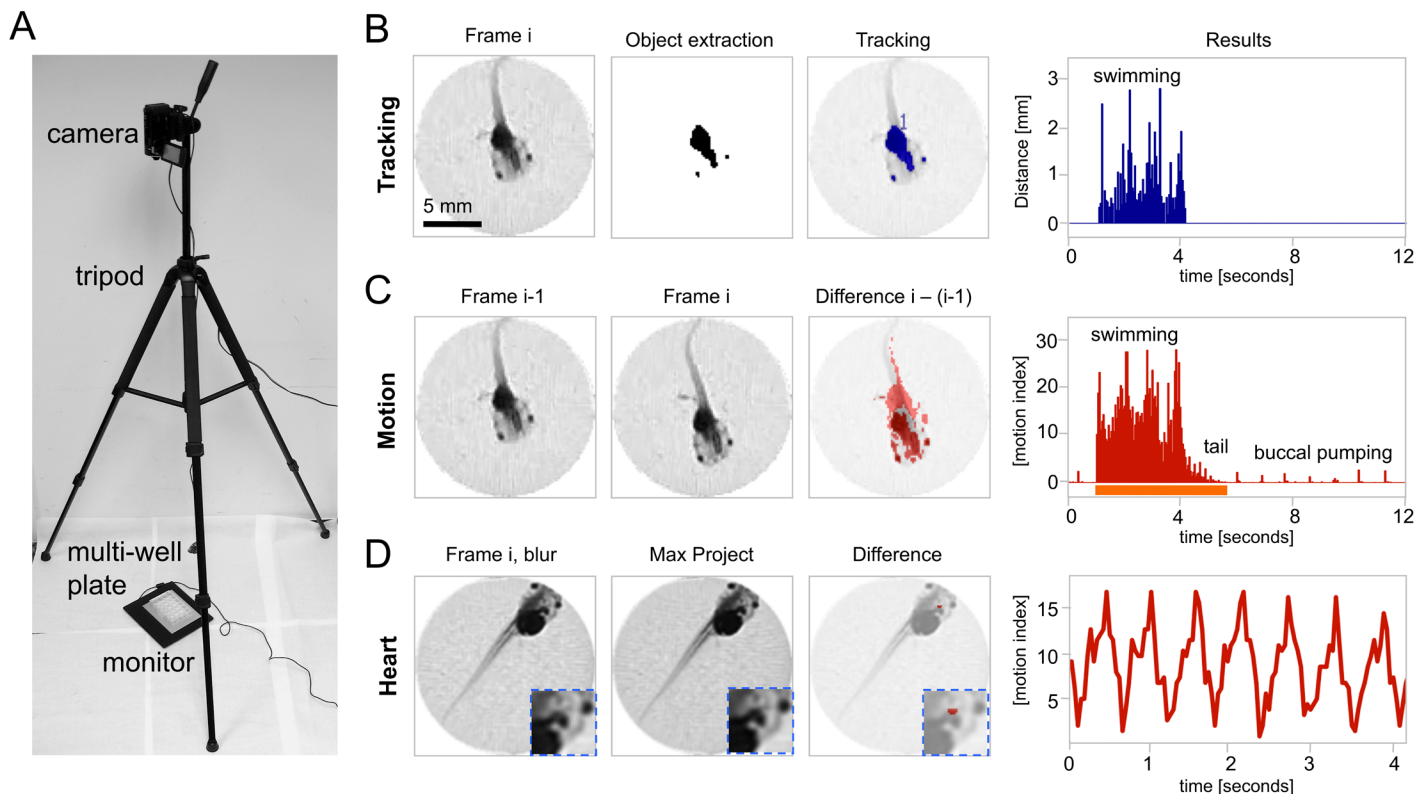 A
camera
tripod
multi-well
plate
monitor
B
Tracking
Frame i
Object extraction
Tracking
Results
5 mm
1
swimming
Distance [mm]
3
2
1
0
0 4 8 12
time [seconds]
C
Motion
Frame i-1
Frame i
Difference i – (i-1)
swimming
tail
buccal pumping
[motion index]
30
20
10
0
0 4 8 12
time [seconds]
D
Heart
Frame i, blur
Max Project
Difference
[motion index]
15
10
5
0 1 2 3 4
time [seconds]